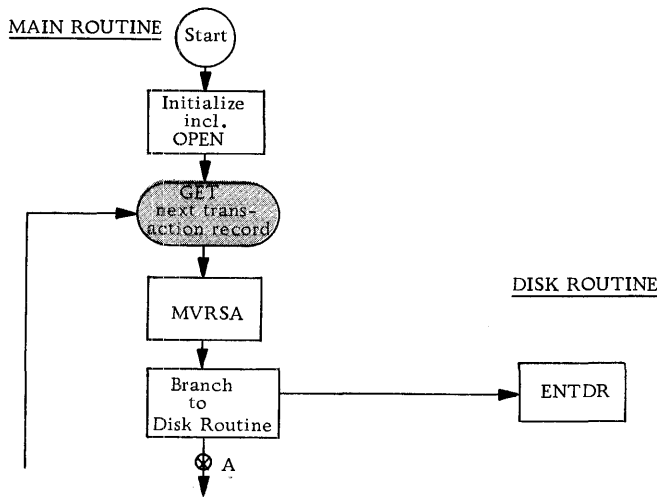 MAIN ROUTINE
Start
Initialize
incl.
OPEN
GET
next trans-
action record
MVRSA
DISK ROUTINE
Branch
to
Disk Routine
ENTDR
A